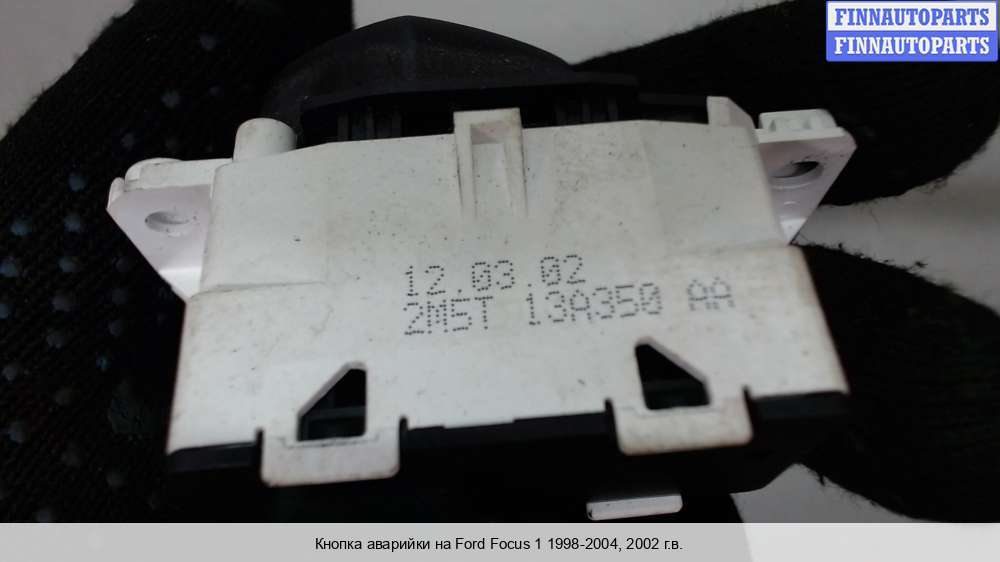 FINNAUTOPARTS
FINNAUTOPARTS
12.03.02
2M5T 13A350 AA
Кнопка аварийки на Ford Focus 1 1998-2004, 2002 г.в.